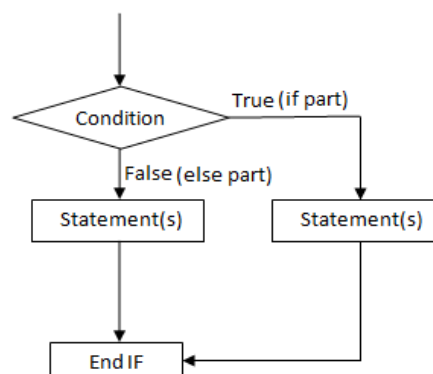 Condition
True (if part)
False (else part)
Statement(s)
Statement(s)
End IF